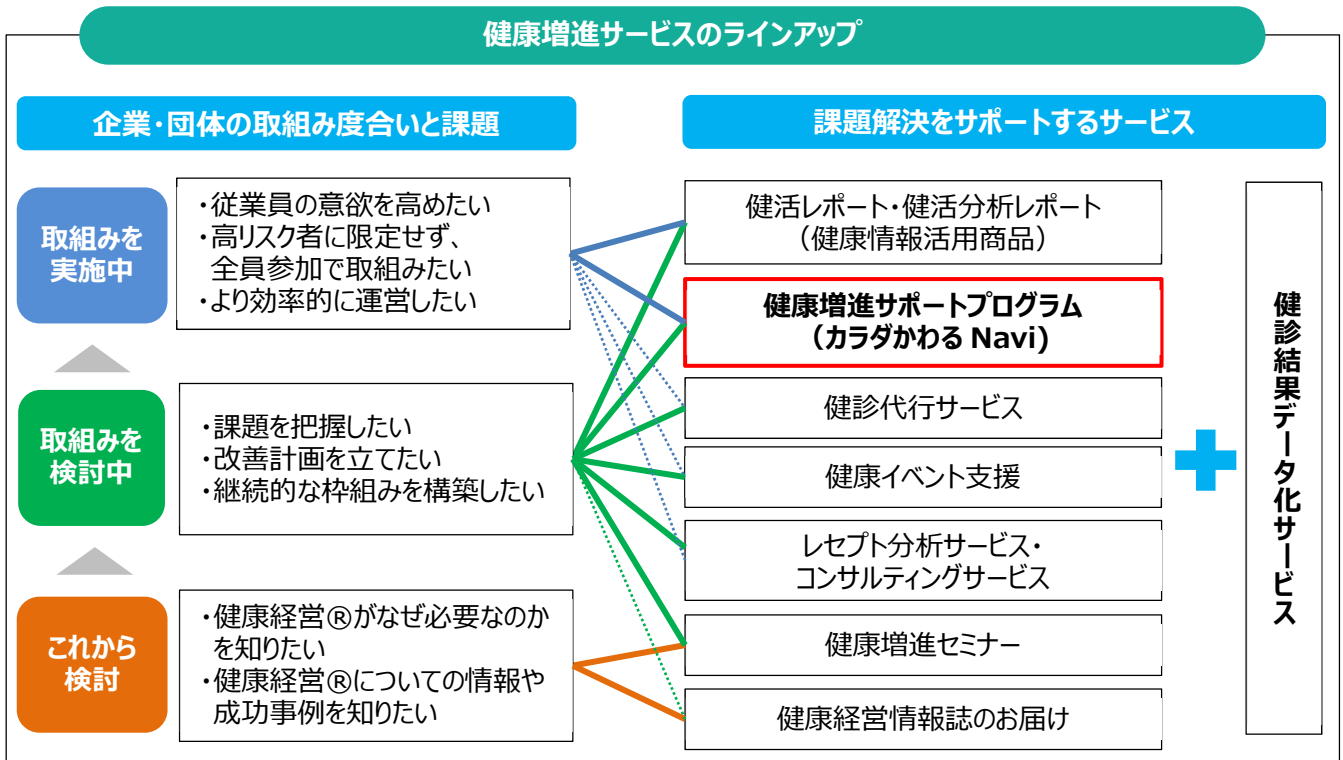 健康増進サービスのラインアップ
企業・団体の取組み度合いと課題
取組みを
実施中
・従業員の意欲を高めたい
・高リスク者に限定せず、
全員参加で取組みたい
・より効率的に運営したい
取組みを
検討中
・課題を把握したい
・改善計画を立てたい
・継続的な枠組みを構築したい
これから
検討
・健康経営®がなぜ必要なのか
を知りたい
・健康経営®についての情報や
成功事例を知りたい
課題解決をサポートするサービス
健活レポート・健活分析レポート
（健康情報活用商品）
健康増進サポートプログラム
（カラダかわる Navi)
健診代行サービス
健康イベント支援
レセプト分析サービス・
コンサルティングサービス
健康増進セミナー
健康経営情報誌のお届け
健診結果データ化サービス